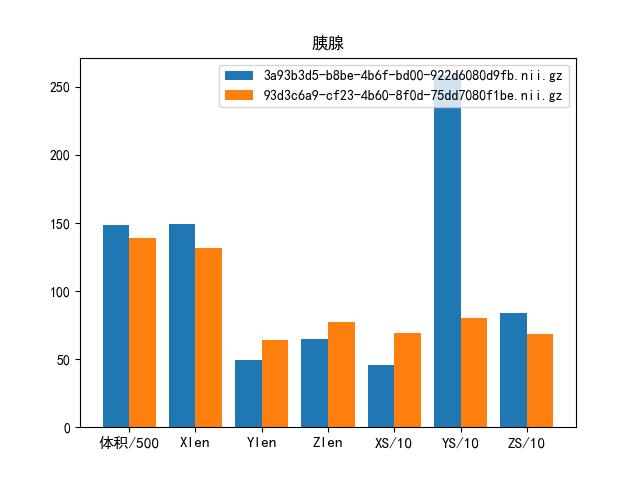 胰腺
3a93b3d5-b8be-4b6f-bd00-922d6080d9fb.nii.gz
93d3c6a9-cf23-4b60-8f0d-75dd7080f1be.nii.gz
250
200
150
100
50
0
体积/500 Xlen Ylen Zlen XS/10 YS/10 ZS/10